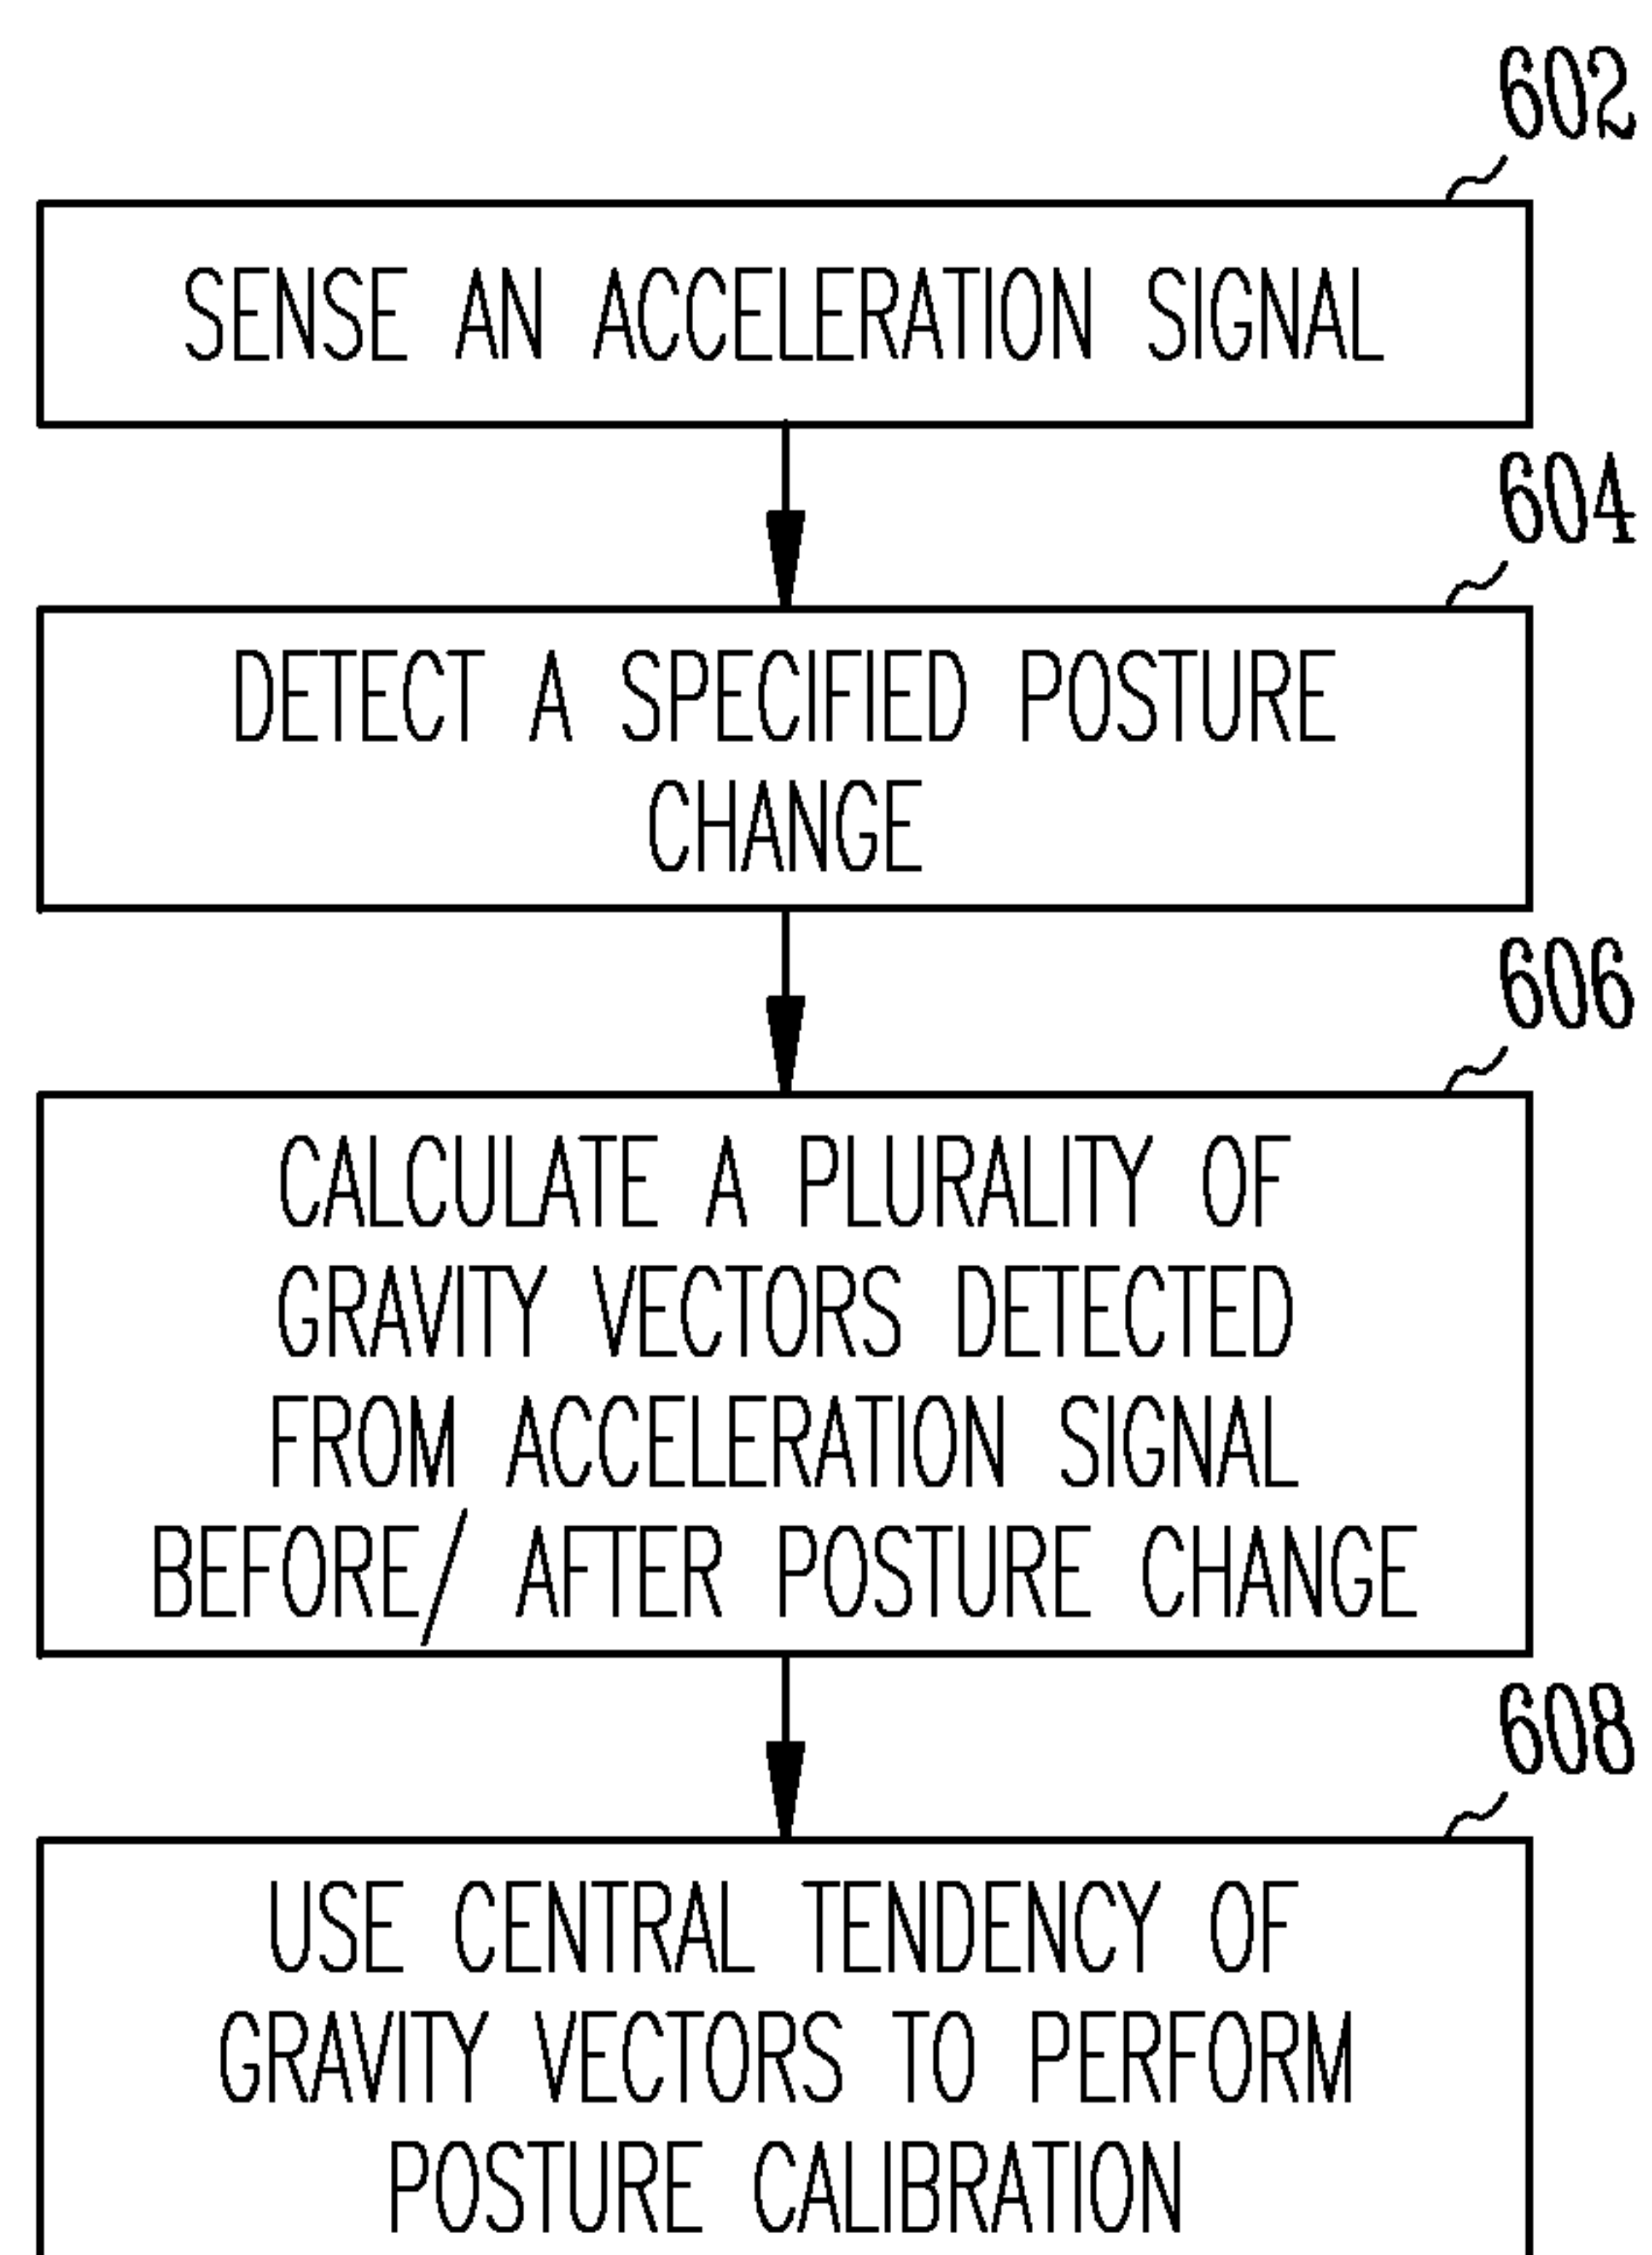 602
SENSE AN ACCELERATION SIGNAL
604
DETECT A SPECIFIED POSTURE
CHANGE
606
CALCULATE A PLURALITY OF
GRAVITY VECTORS DETECTED
FROM ACCELERATION SIGNAL
BEFORE/ AFTER POSTURE CHANGE
608
USE CENTRAL TENDENCY OF
GRAVITY VECTORS TO PERFORM
POSTURE CALIBRATION